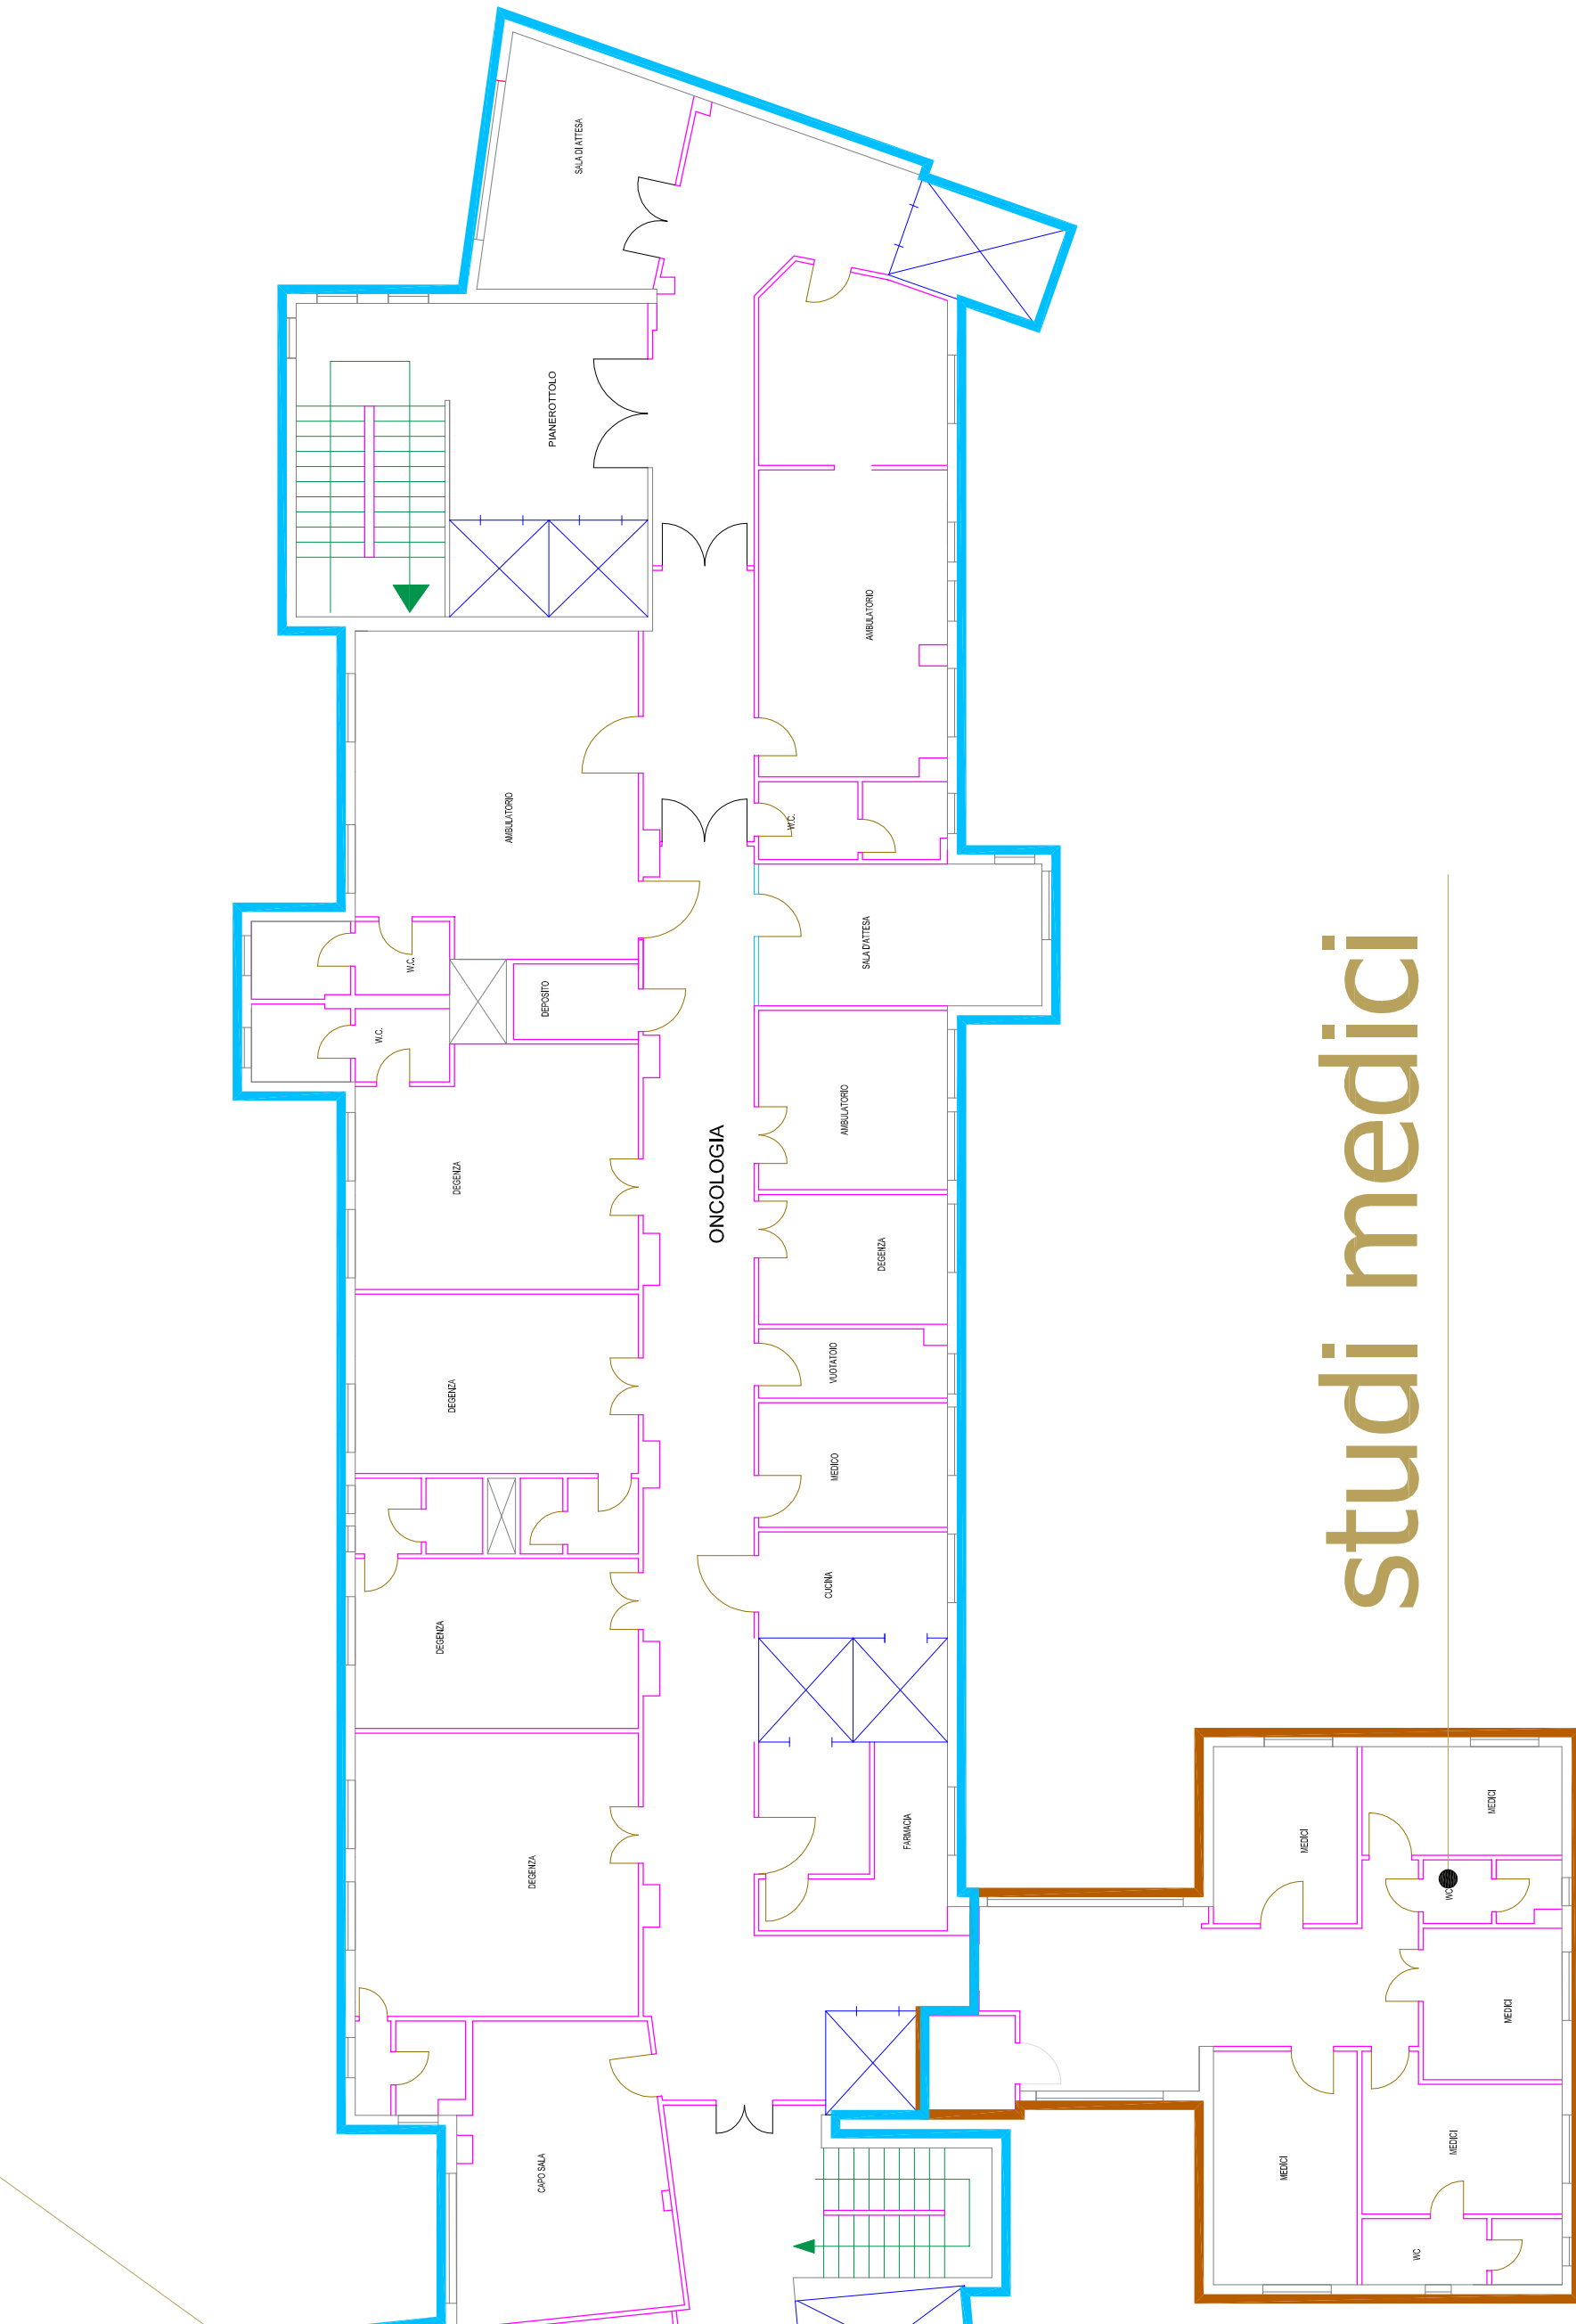 SALA DI ATTESA
PIANEROTTOLO
AMBULATORIO
AMBULATORIO
W.C.
SALA D'ATTESA
W.C.
DEPOSITO
W.C.
AMBULATORIO
DEGENZA
ONCOLOGIA
DEGENZA
VUOTATOIO
DEGENZA
MEDICO
CUCINA
DEGENZA
FARMACIA
DEGENZA
CAPO SALA
studi medici
MEDICI
MEDICI
WC
MEDICI
MEDICI
MEDICI
WC